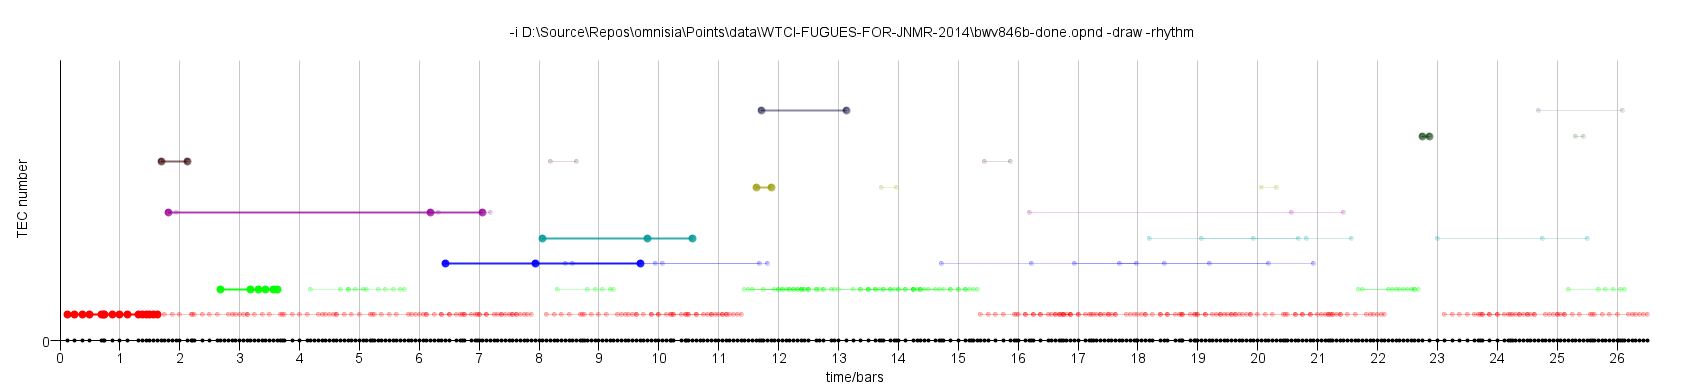 -i D:\Source\Repos\omnisia\Points\data\WTCI-FUGUES-FOR-JNMR-2014\bwv846b-done.opnd -draw -rhythm
TEC number
0
0 1 2 3 4 5 6 7 8 9 10 11 12 13 14 15 16 17 18 19 20 21 22 23 24 25 26
time/bars